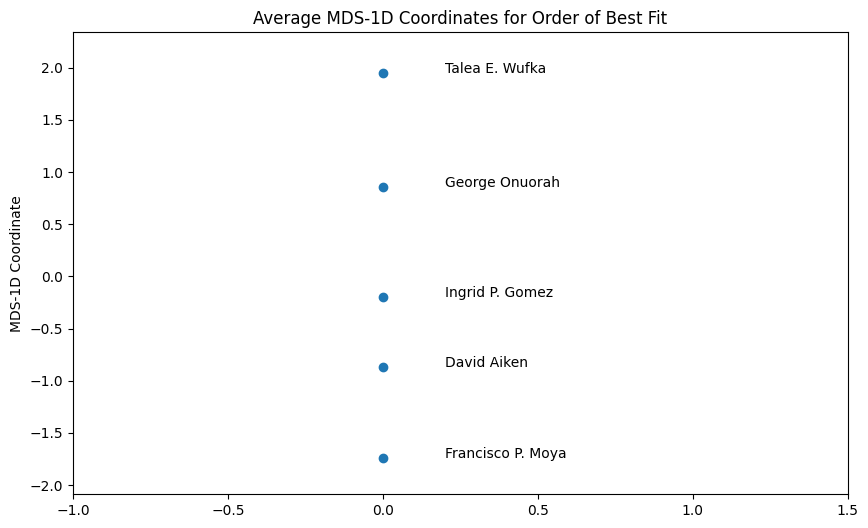 Average MDS-1D Coordinates for Order of Best Fit
MDS-1D Coordinate
2.0
1.5
1.0
0.5
0.0
−0.5
−1.0
−1.5
−2.0
Talea E. Wufka
George Onuorah
Ingrid P. Gomez
David Aiken
Francisco P. Moya
−1.0 −0.5 0.0 0.5 1.0 1.5